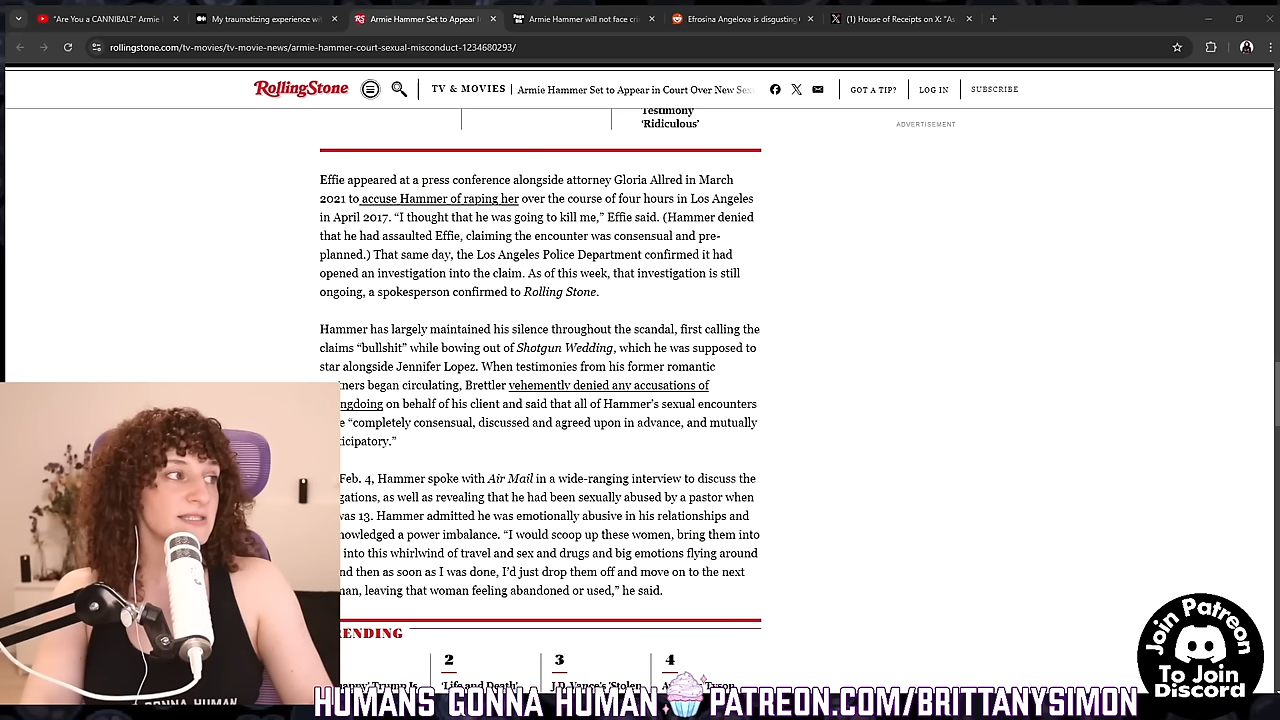 "Are You a CANNIBAL?" Armie
My traumatizing experience wi
Armie Hammer Set to Appear i
Armie Hammer will not face cri
Efrosina Angelova is disgusting
(1) House of Receipts on X: "As
rollingstone.com/tv-movies/tv-movie-news/armie-hammer-court-sexual-misconduct-1234680293/
RollingStone
TV & MOVIES
Armie Hammer Set to Appear in Court Over New Sex
GOT A TIP?
LOG IN
SUBSCRIBE
Testimony
'Ridiculous'
ADVERTISEMENT
Effie appeared at a press conference alongside attorney Gloria Allred in March
2021 to accuse Hammer of raping her over the course of four hours in Los Angeles
in April 2017. “I thought that he was going to kill me,” Effie said. (Hammer denied
that he had assaulted Effie, claiming the encounter was consensual and pre-
planned.) That same day, the Los Angeles Police Department confirmed it had
opened an investigation into the claim. As of this week, that investigation is still
ongoing, a spokesperson confirmed to Rolling Stone.
Hammer has largely maintained his silence throughout the scandal, first calling the
claims “bullshit” while bowing out of Shotgun Wedding, which he was supposed to
star alongside Jennifer Lopez. When testimonies from his former romantic
ners began circulating, Brettler vehemently denied any accusations of
ngdoing on behalf of his client and said that all of Hammer’s sexual encounters
e “completely consensual, discussed and agreed upon in advance, and mutually
icipatory.”
Feb. 4, Hammer spoke with Air Mail in a wide-ranging interview to discuss the
gations, as well as revealing that he had been sexually abused by a pastor when
was 13. Hammer admitted he was emotionally abusive in his relationships and
nowledged a power imbalance. “I would scoop up these women, bring them into
into this whirlwind of travel and sex and drugs and big emotions flying around
nd then as soon as I was done, I’d just drop them off and move on to the next
man, leaving that woman feeling abandoned or used,” he said.
RENDING
2
3
4
Trump Is
'Life and Death'
J.D. Vance's 'Stolen
Tyson
GONNA HUMAN
Join Patreon
To Join
Discord
HUMANS GONNA HUMAN PATREON.COM/BRITTANYSIMON